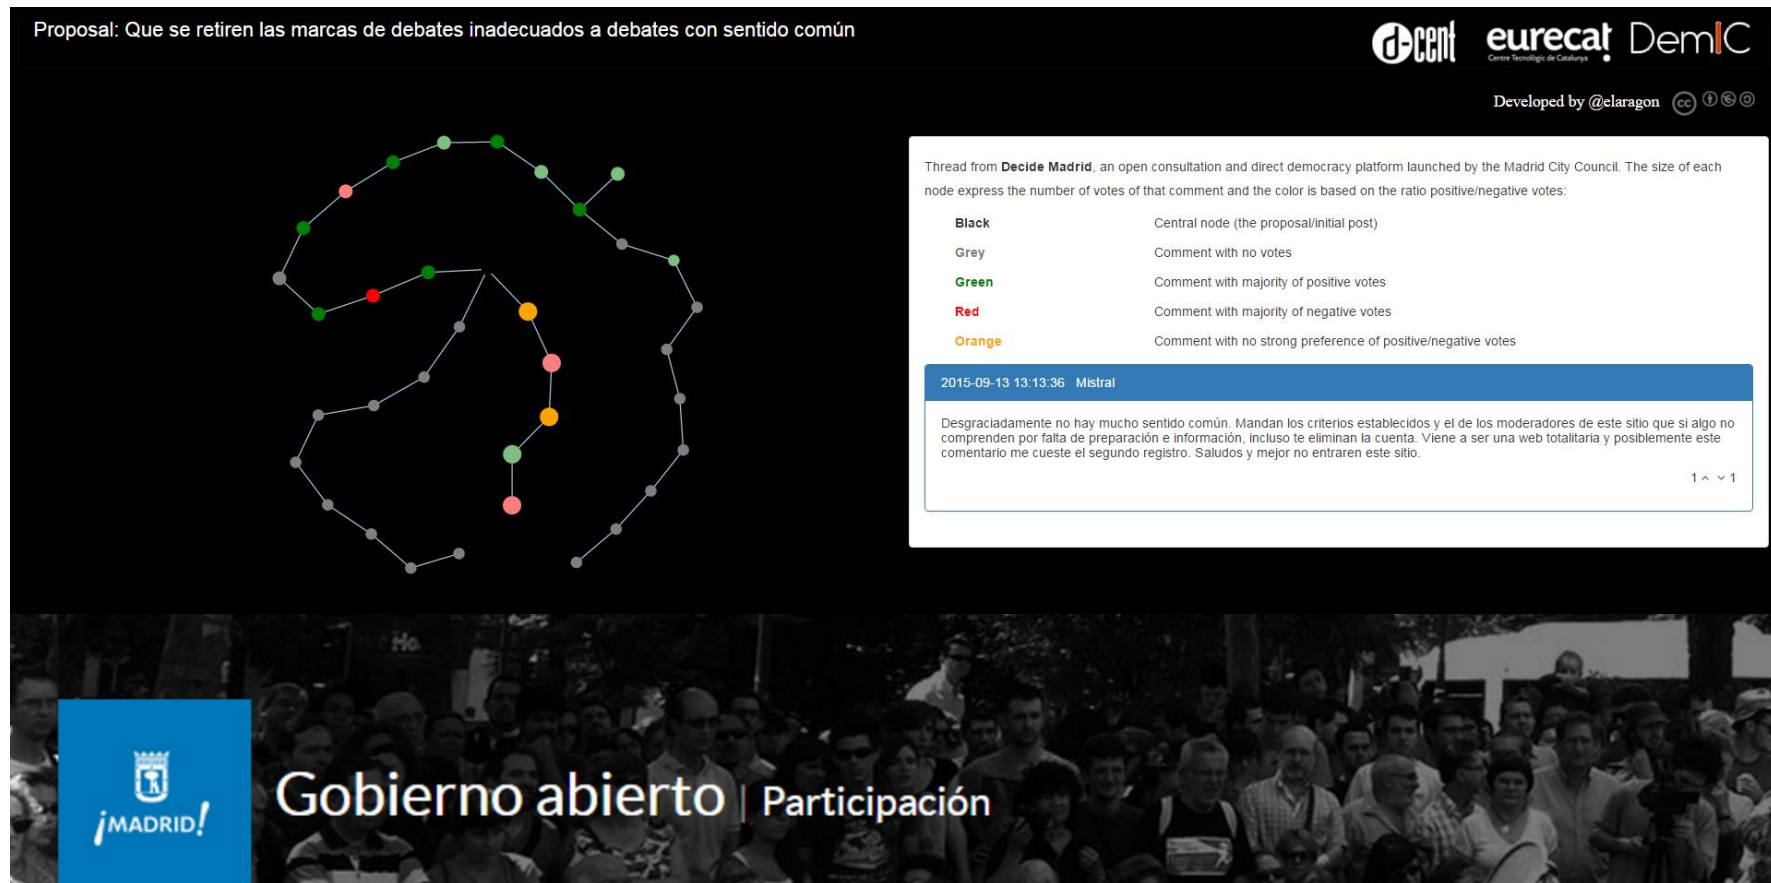 Proposal: Que se retiren las marcas de debates inadecuados a debates con sentido común
d-cent
eurecat
Centre Tecnològic de Catalunya
DemIC
Developed by @elaragon
cc
Thread from Decide Madrid, an open consultation and direct democracy platform launched by the Madrid City Council. The size of each
node express the number of votes of that comment and the color is based on the ratio positive/negative votes:
Black Central node (the proposal/initial post)
Grey Comment with no votes
Green Comment with majority of positive votes
Red Comment with majority of negative votes
Orange Comment with no strong preference of positive/negative votes
2015-09-13 13:13:36 Mistral
Desgraciadamente no hay mucho sentido común. Mandan los criterios establecidos y el de los moderadores de este sitio que si algo no
comprenden por falta de preparación e información, incluso te eliminan la cuenta. Viene a ser una web totalitaria y posiblemente este
comentario me cueste el segundo registro. Saludos y mejor no entraren este sitio.
1 1
¡MADRID!
Gobierno abierto | Participación